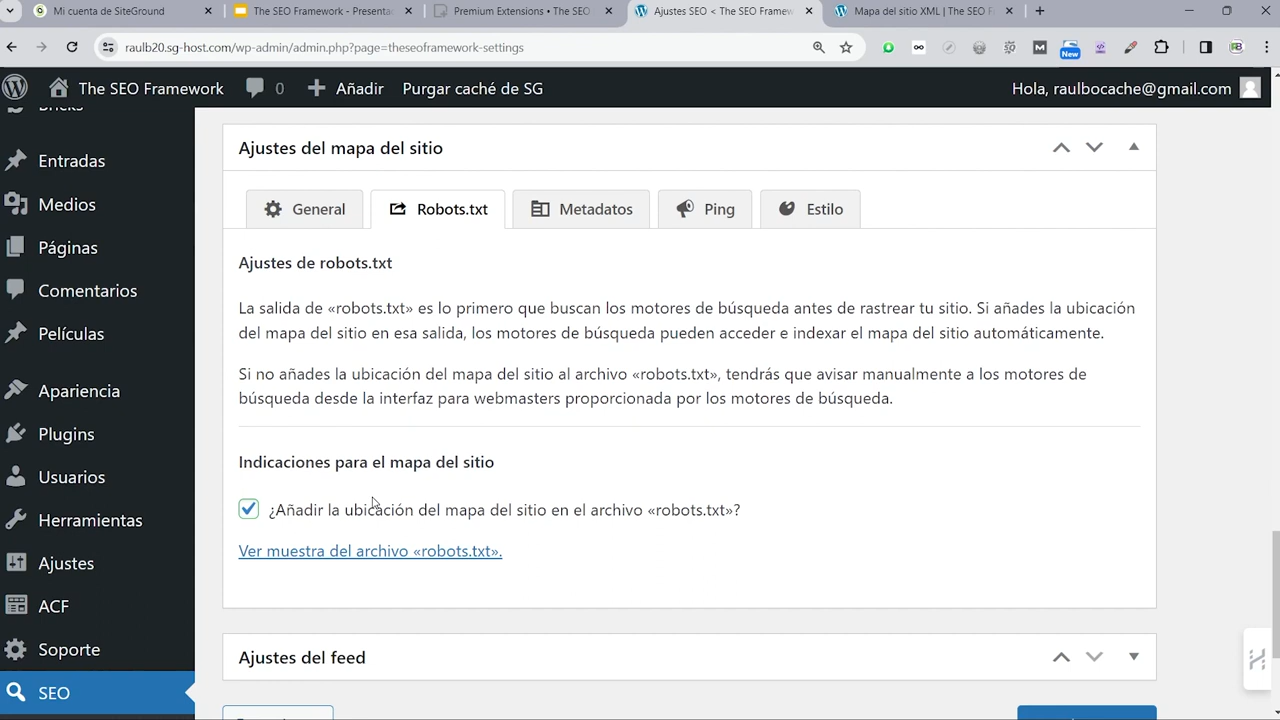 Mi cuenta de SiteGround
The SEO Framework - Presentac
Premium Extensions • The SEO
Ajustes SEO < The SEO Framew
Mapa del sitio XML | The SEO F
raulb20.sg-host.com/wp-admin/admin.php?page=theseoframework-settings
New
The SEO Framework
0
Añadir
Purgar caché de SG
Hola, raulbocache@gmail.com
Bricks
Entradas
Medios
Páginas
Comentarios
Películas
Apariencia
Plugins
Usuarios
Herramientas
Ajustes
ACF
Soporte
SEO
Ajustes del mapa del sitio
General
Robots.txt
Metadatos
Ping
Estilo
Ajustes de robots.txt
La salida de «robots.txt» es lo primero que buscan los motores de búsqueda antes de rastrear tu sitio. Si añades la ubicación
del mapa del sitio en esa salida, los motores de búsqueda pueden acceder e indexar el mapa del sitio automáticamente.
Si no añades la ubicación del mapa del sitio al archivo «robots.txt», tendrás que avisar manualmente a los motores de
búsqueda desde la interfaz para webmasters proporcionada por los motores de búsqueda.
Indicaciones para el mapa del sitio
¿Añadir la ubicación del mapa del sitio en el archivo «robots.txt»?
Ver muestra del archivo «robots.txt».
Ajustes del feed